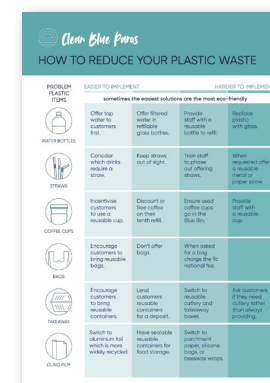 Clean Blue Paros
HOW TO REDUCE YOUR PLASTIC WASTE
PROBLEM
PLASTIC
ITEMS
EASIER TO IMPLEMENT
HARDER TO IMPLEMENT
sometimes the easiest solutions are the most eco-friendly
WATER BOTTLES
Offer tap
water to
customers
first.
Offer filtered
water in
refillable
glass bottles.
Provide
staff with a
reusable
bottle to refill.
Replace
plastic
with glass.
STRAWS
Consider
which drinks
require a
straw.
Keep straws
out of sight.
Train staff
to phase
out offering
straws.
When
requested offer
a reusable
metal or
paper straw
COFFEE CUPS
Incentivise
customers
to use a
reusable cup.
Discount or
free coffee
on their
tenth refill.
Ensure used
coffee cups
go in the
Blue Bin.
Provide
staff with
a reusable
cup.
BAGS
Encourage
customers to
bring reusable
bags.
Don't offer
bags.
When asked
for a bag
charge the 9c
national fee.
TAKEAWAY
Encourage
customers
to bring
reusable
containers.
Lend
customers
reusable
containers
for a deposit.
Switch to
reusable
cutlery and
takeaway
boxes.
Ask customers
if they need
cutlery rather
than always
providing.
CLING FILM
Switch to
aluminium foil
which is more
widely recycled
Have sealable
reusable
containers for
food storage.
Switch to
parchment
paper, silicone
bags, or
beeswax wraps.